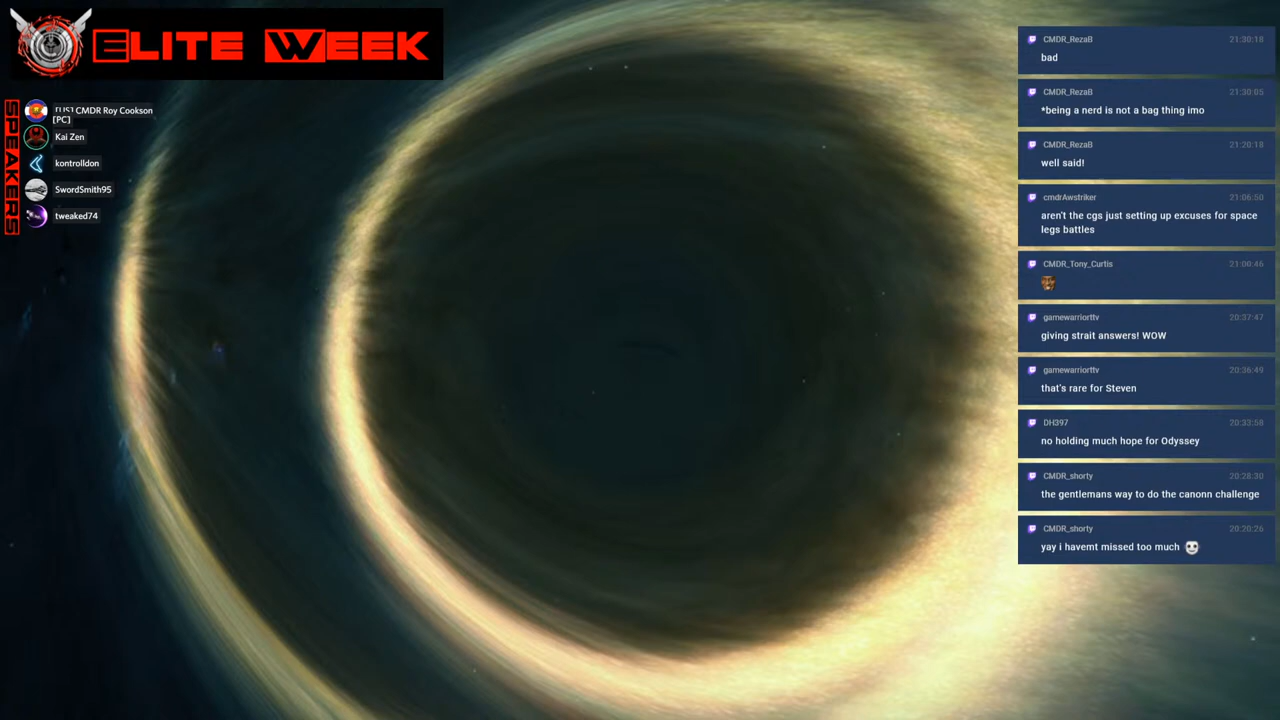 ELITE WEEK
SPEAKERS
[US] CMDR Roy Cookson
[PC]
Kai Zen
kontrolldon
SwordSmith95
tweaked74
CMDR_RezaB 21:30:18
bad
CMDR_RezaB 21:30:05
*being a nerd is not a bag thing imo
CMDR_RezaB 21:20:18
well said!
cmdrAwstriker 21:06:50
aren't the cgs just setting up excuses for space
legs battles
CMDR_Tony_Curtis 21:00:46
gamewarriorttv 20:37:47
giving strait answers! WOW
gamewarriorttv 20:36:49
that's rare for Steven
DH397 20:33:58
no holding much hope for Odyssey
CMDR_shorty 20:28:30
the gentlemans way to do the canonn challenge
CMDR_shorty 20:20:26
yay i havemt missed too much